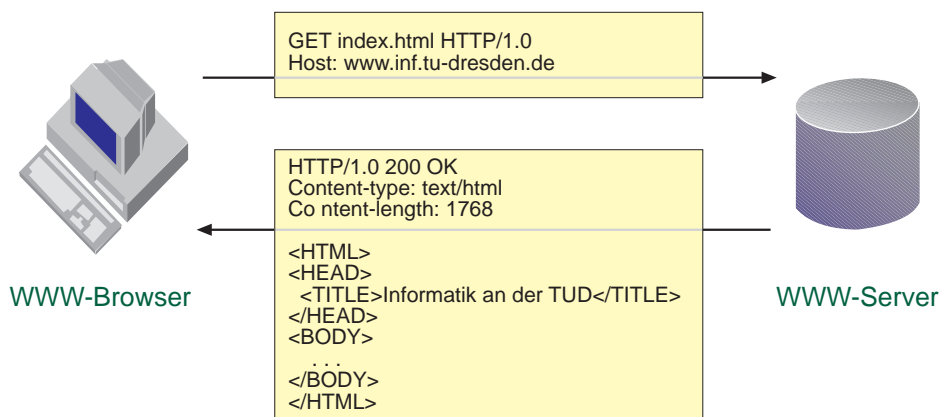 GET index.html HTTP/1.0
Host: www.inf.tu-dresden.de
HTTP/1.0 200 OK
Content-type: text/html
Co ntent-length: 1768
<HTML>
<HEAD>
<TITLE>Informatik an der TUD</TITLE>
</HEAD>
<BODY>
. . .
</BODY>
</HTML>
WWW-Browser
WWW-Server